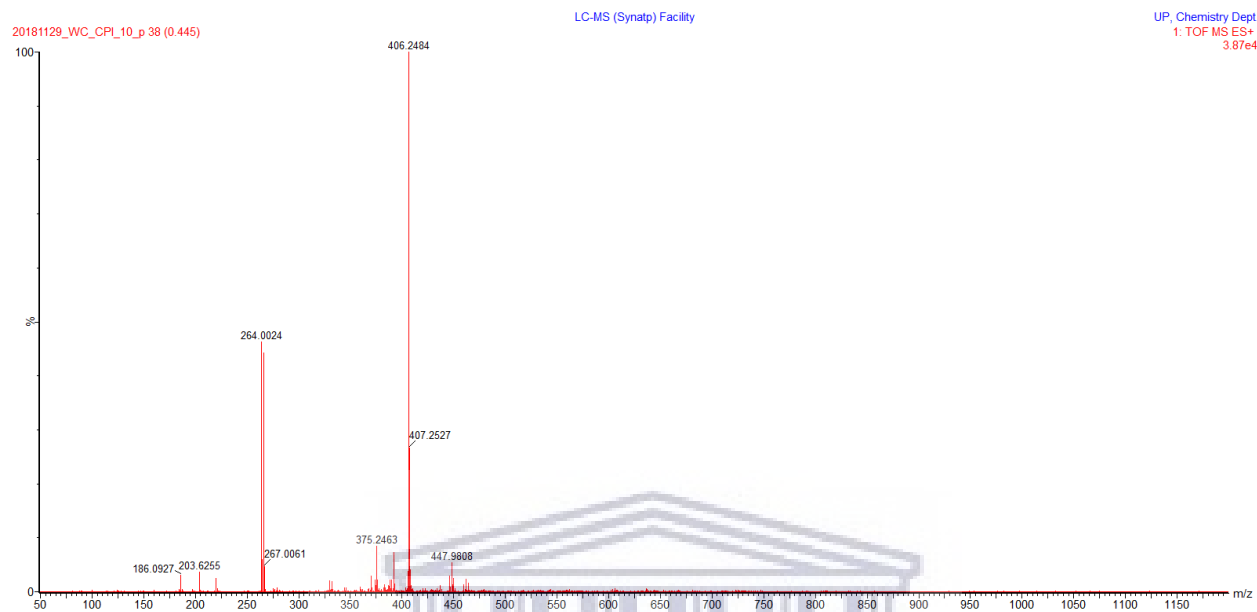 LC-MS (Synatp) Facility
UP, Chemistry Dept
20181129_WC_CPI_10_p 38 (0.445)
1: TOF MS ES+
3.87e4
100
406.2484
%
264.0024
407.2527
375.2463
267.0061
447.9808
186.0927
203.6255
0
50 100 150 200 250 300 350 400 450 500 550 600 650 700 750 800 850 900 950 1000 1050 1100 1150 m/z